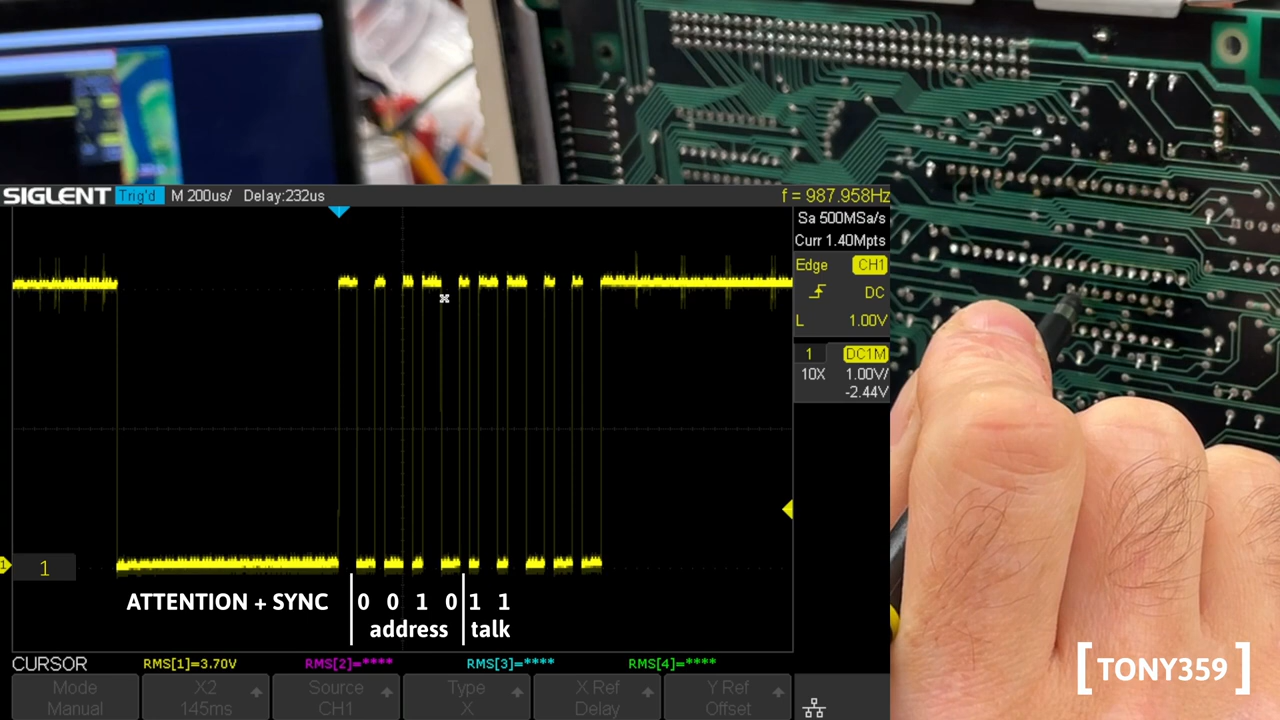 SIGLENT Trig'd M 200us/ Delay:232us f = 987.958Hz
Sa 500MSa/s
Curr 1.40Mpts
Edge CH1
DC
L 1.00V
1 DC1M
10X 1.00V/
-2.44V
1
1
ATTENTION + SYNC 0 0 1 0 1 1
address talk
CURSOR RMS[1]=3.70V RMS[2]=**** RMS[3]=**** RMS[4]=****
Mode X2 Source Type X Ref Y Ref
Manual 145ms CH1 X Delay Offset
[TONY359]